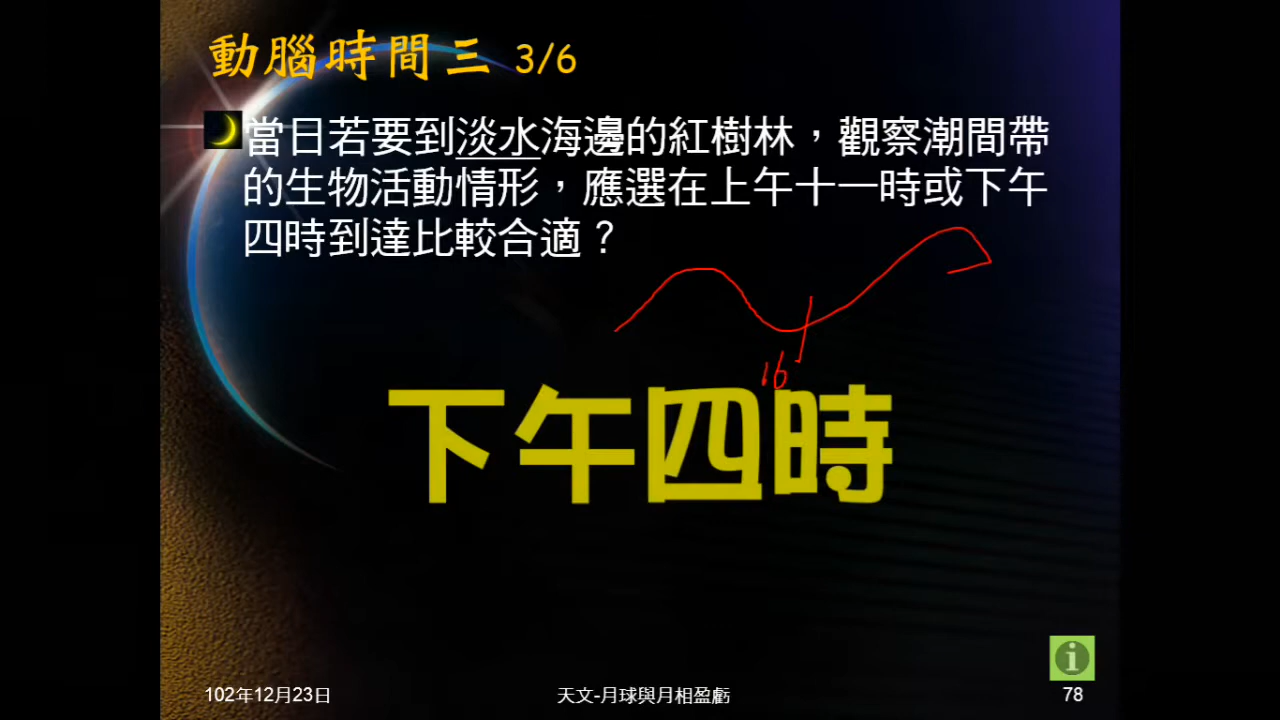 動腦時間三 3/6
當日若要到淡水海邊的紅樹林，觀察潮間帶
的生物活動情形，應選在上午十一時或下午
四時到達比較合適？
16
下午四時
102年12月23日
天文-月球與月相盈虧
78